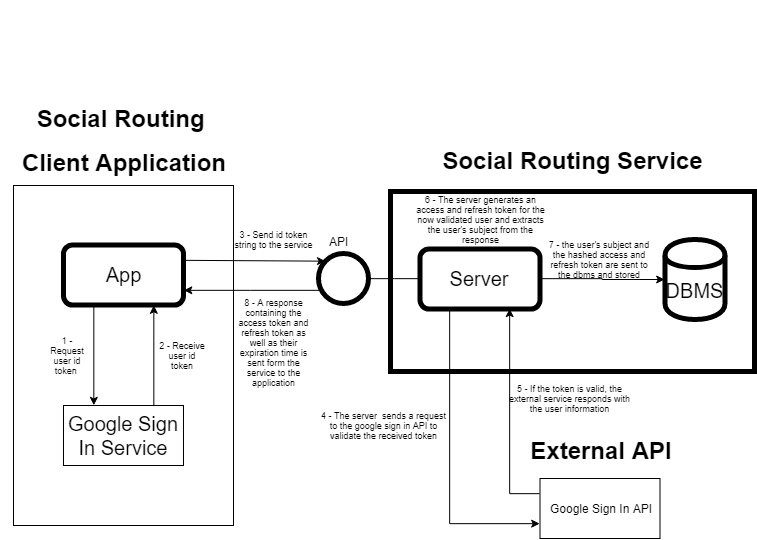 Social Routing
Client Application
Social Routing Service
6 - The server generates an
access and refresh token for the
now validated user and extracts
the user's subject from the
response
3 - Send id token
string to the service
API
7 - the user's subject and
the hashed access and
refresh token are sent to
the dbms and stored
App
Server
DBMS
8 - A response
containing the
access token and
refresh token as
well as their
expiration time is
sent form the
service to the
application
1 -
Request
user id
token
2 - Receive
user id
token
Google Sign
In Service
5 - If the token is valid, the
external service responds with
the user information
4 - The server sends a request
to the google sign in API to
validate the received token
External API
Google Sign In API